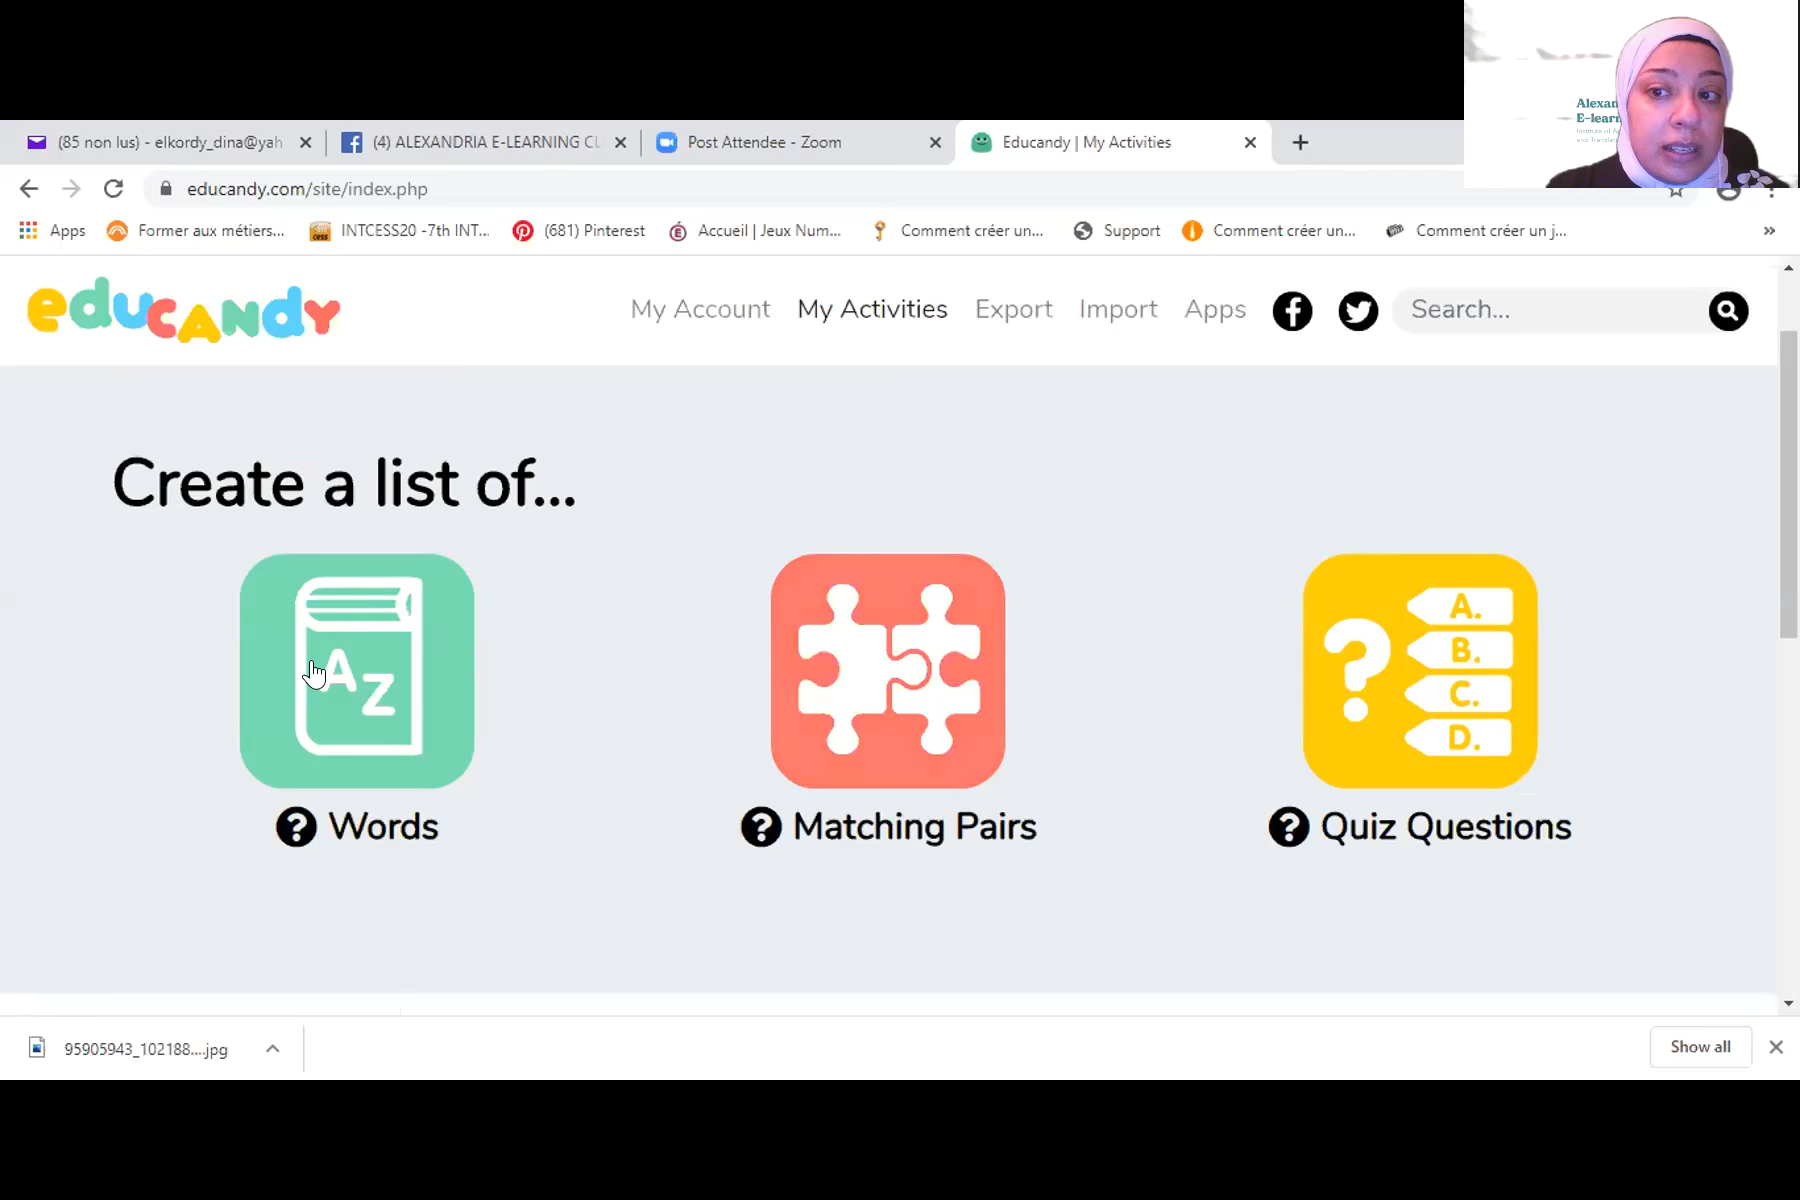 Alexan
E-learn
(85 non lus) - elkordy_dina@yah
(4) ALEXANDRIA E-LEARNING CL
Post Attendee - Zoom
Educandy | My Activities
educandy.com/site/index.php
Apps
Former aux métiers...
INTCESS20 -7th INT...
(681) Pinterest
Accueil | Jeux Num...
Comment créer un...
Support
Comment créer un...
Comment créer un j...
educandy
My Account
My Activities
Export
Import
Apps
Search...
Create a list of...
A Z
A.
B.
C.
D.
Words
Matching Pairs
Quiz Questions
95905943_102188....jpg
Show all